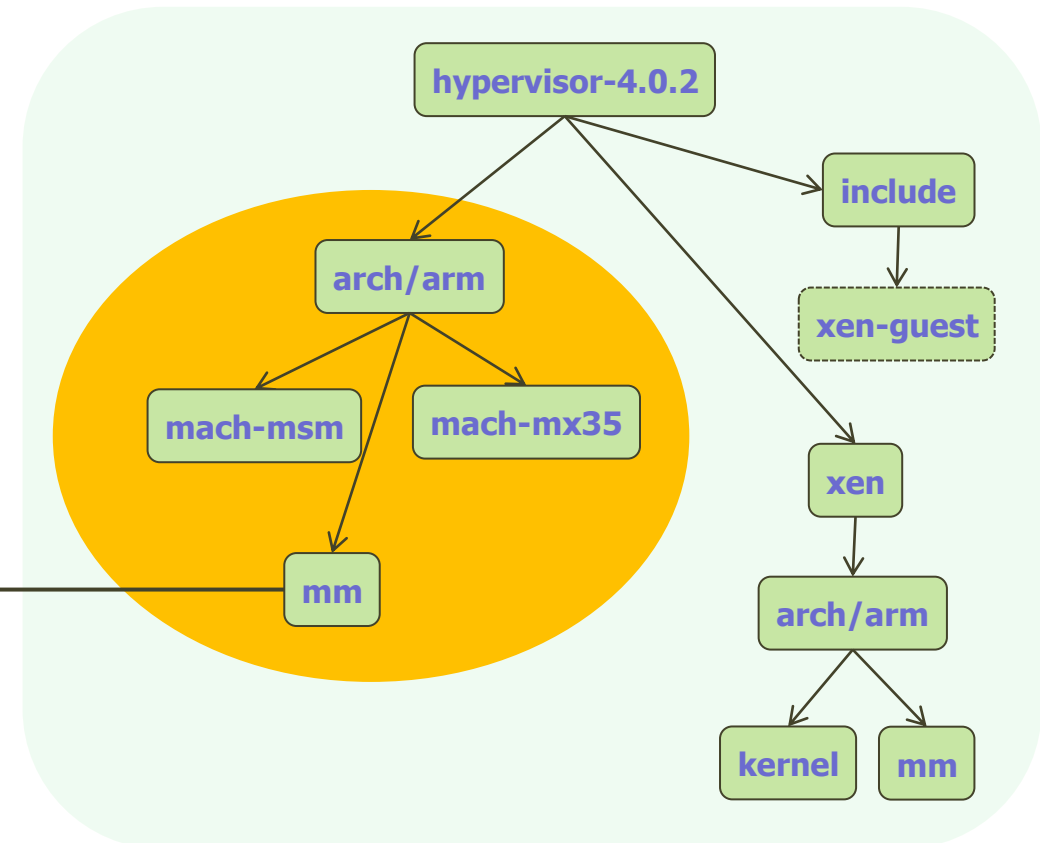 hypervisor-4.0.2
include
arch/arm
xen-guest
mach-msm
mach-mx35
xen
mm
arch/arm
kernel
mm